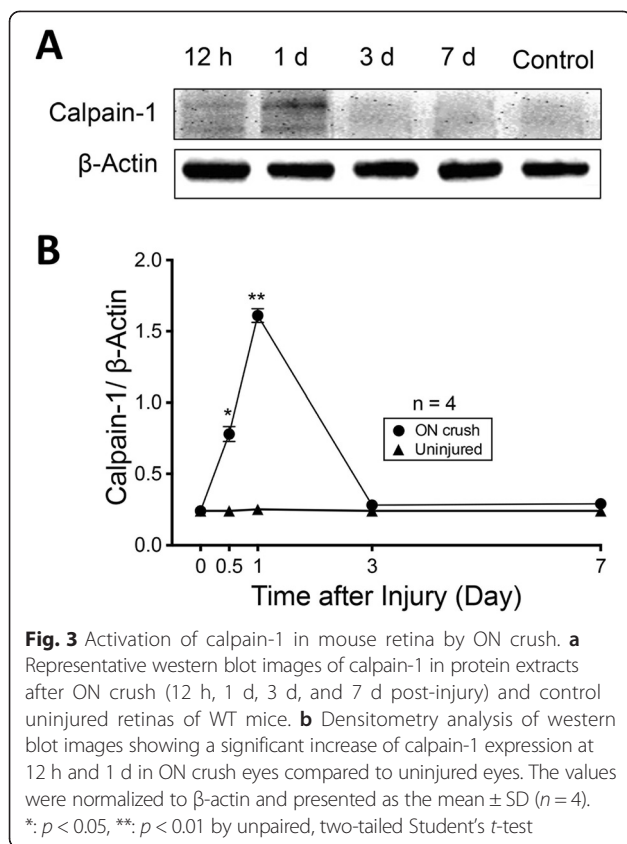 A
12 h 1 d 3 d 7 d Control
Calpain-1
β-Actin
B
Calpain-1/ β-Actin
2.0
1.5
1.0
0.5
0.0
**
*
n = 4
ON crush
Uninjured
0 0.5 1 3 7
Time after Injury (Day)
Fig. 3 Activation of calpain-1 in mouse retina by ON crush. a
Representative western blot images of calpain-1 in protein extracts
after ON crush (12 h, 1 d, 3 d, and 7 d post-injury) and control
uninjured retinas of WT mice. b Densitometry analysis of western
blot images showing a significant increase of calpain-1 expression at
12 h and 1 d in ON crush eyes compared to uninjured eyes. The values
were normalized to β-actin and presented as the mean ± SD (n = 4).
*: p < 0.05, **: p < 0.01 by unpaired, two-tailed Student’s t-test